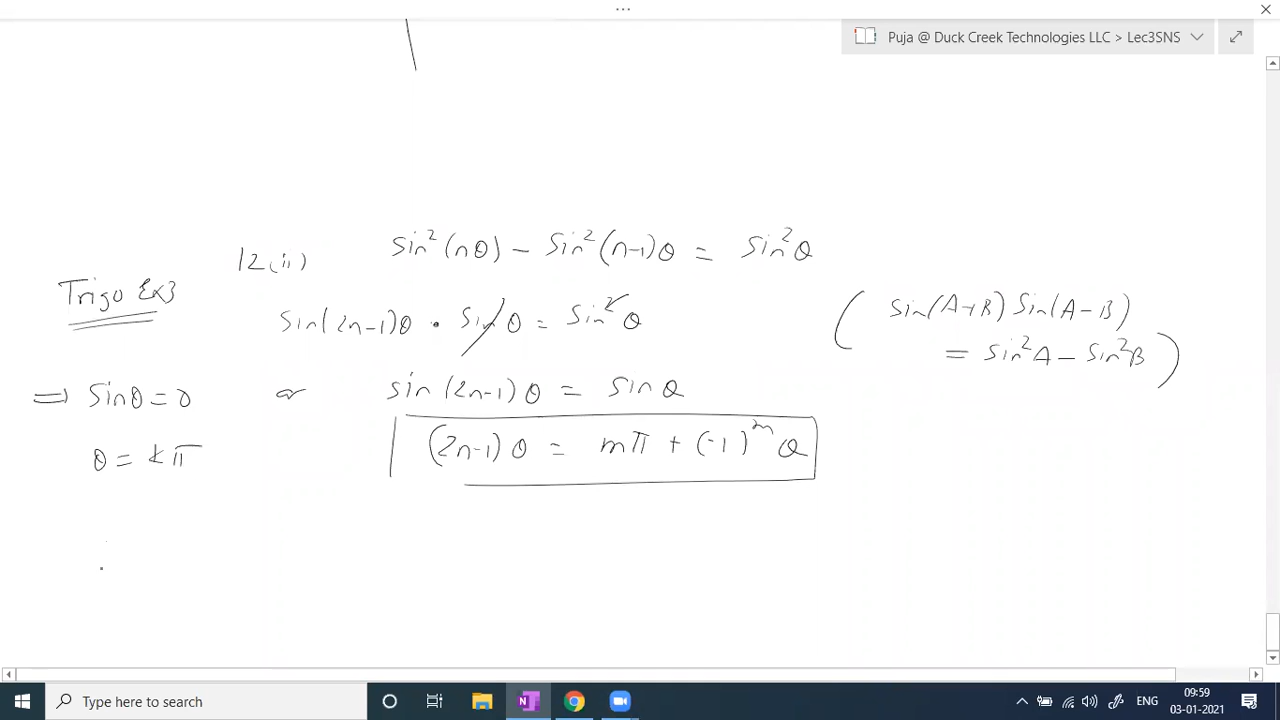 Puja @ Duck Creek Technologies LLC > Lec3SNS
12(ii) sin²(nθ) − sin²(n−1)θ = sin²θ
Trigo Ex3
sin(2n−1)θ · sinθ = sin²θ
(sin(A+B) sin(A−B)
= sin²A − sin²B)
⇒ sinθ = 0 or sin(2n−1)θ = sinθ
θ = kπ (2n−1)θ = mπ + (−1)ᵐ θ
Type here to search
ENG
09:59
03-01-2021